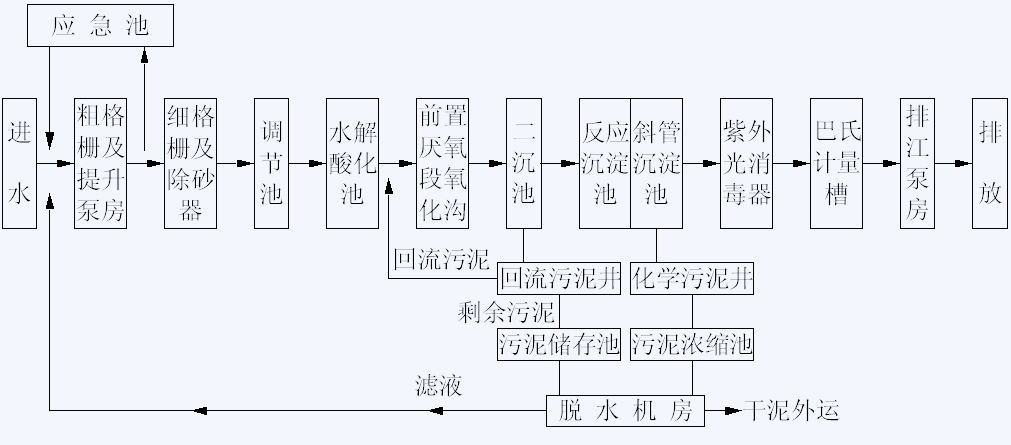 应急池
进水
粗格
栅及
提升
泵房
细格
栅及
除砂
器
调节池
水解
酸化
池
前置
厌氧
段氧
化沟
二沉池
反应
沉淀
池
斜管
沉淀
池
紫外
光消
毒器
巴氏
计量
槽
排江泵房
排放
回流污泥
回流污泥井
化学污泥井
剩余污泥
污泥储存池
污泥浓缩池
滤液
脱水机房
干泥外运